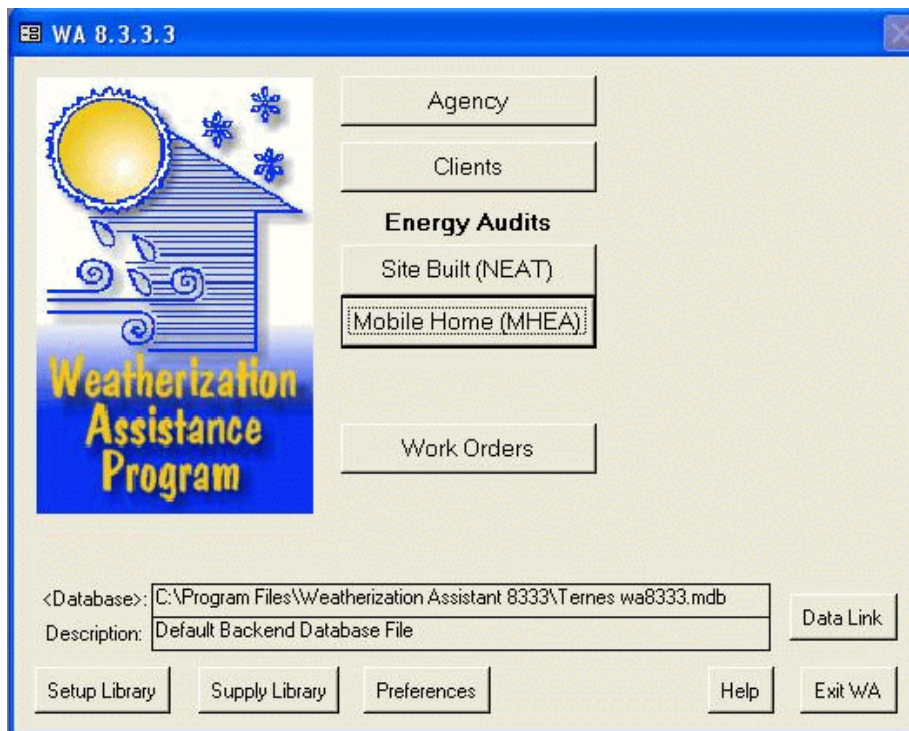 WA 8.3.3.3
Agency
Clients
Energy Audits
Site Built (NEAT)
Mobile Home (MHEA)
Work Orders
Weatherization
Assistance
Program
<Database>: C:\Program Files\Weatherization Assistant 8333\Ternes wa8333.mdb
Description: Default Backend Database File
Data Link
Setup Library Supply Library Preferences Help Exit WA